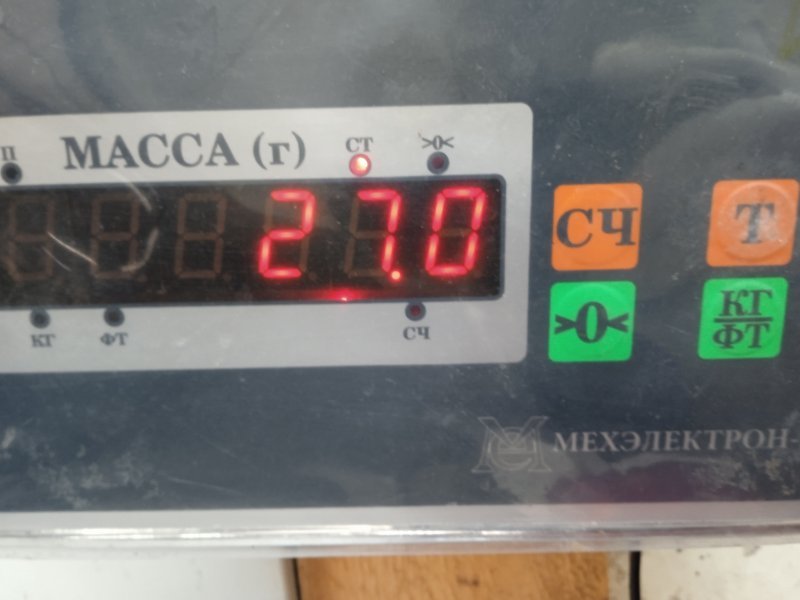 П МАССА (г) СТ >0<
27.0
КГ ФТ СЧ
СЧ Т
>0< КГ
ФТ
МЕХЭЛЕКТРОН-